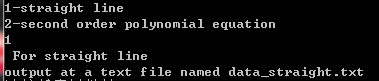 1-straight line
2-second order polynomial equation
1
For straight line
output at a text file named data_straight.txt